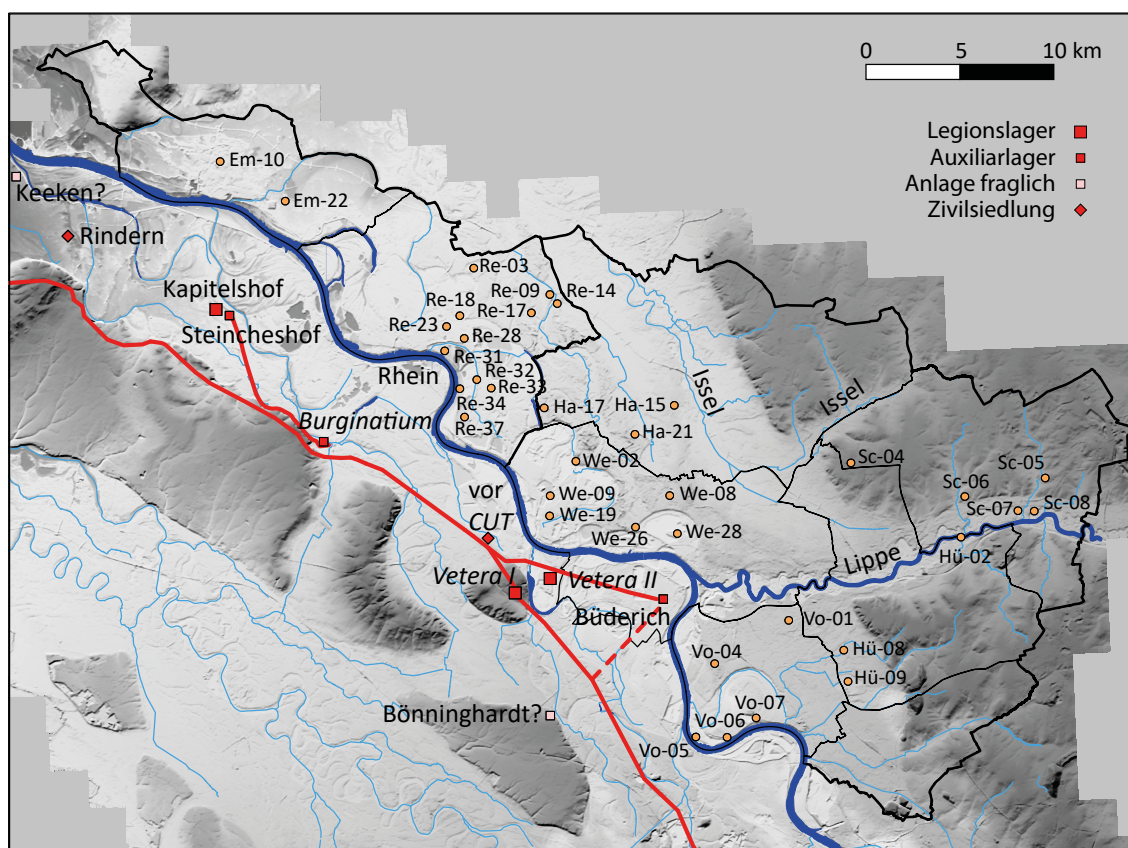 0 5 10 km
Legionslager
Auxiliarlager
Anlage fraglich
Zivilsiedlung
Em-10
Keeken?
Em-22
Rindern
Re-03
Kapitelshof
Re-09
Re-14
Re-18
Re-17
Steincheshof
Re-23
Re-28
Re-31
Rhein
Re-32
Re-33
Issel
Issel
Re-34
Ha-17
Ha-15
Burginatium
Re-37
Ha-21
We-02
Sc-04
Sc-05
Sc-06
vor
CUT
We-09
We-08
Sc-07
Sc-08
We-19
We-26
We-28
Hü-02
Lippe
Vetera I
Vetera II
Büderich
Vo-01
Vo-04
Hü-08
Hü-09
Bönninghardt?
Vo-07
Vo-06
Vo-05